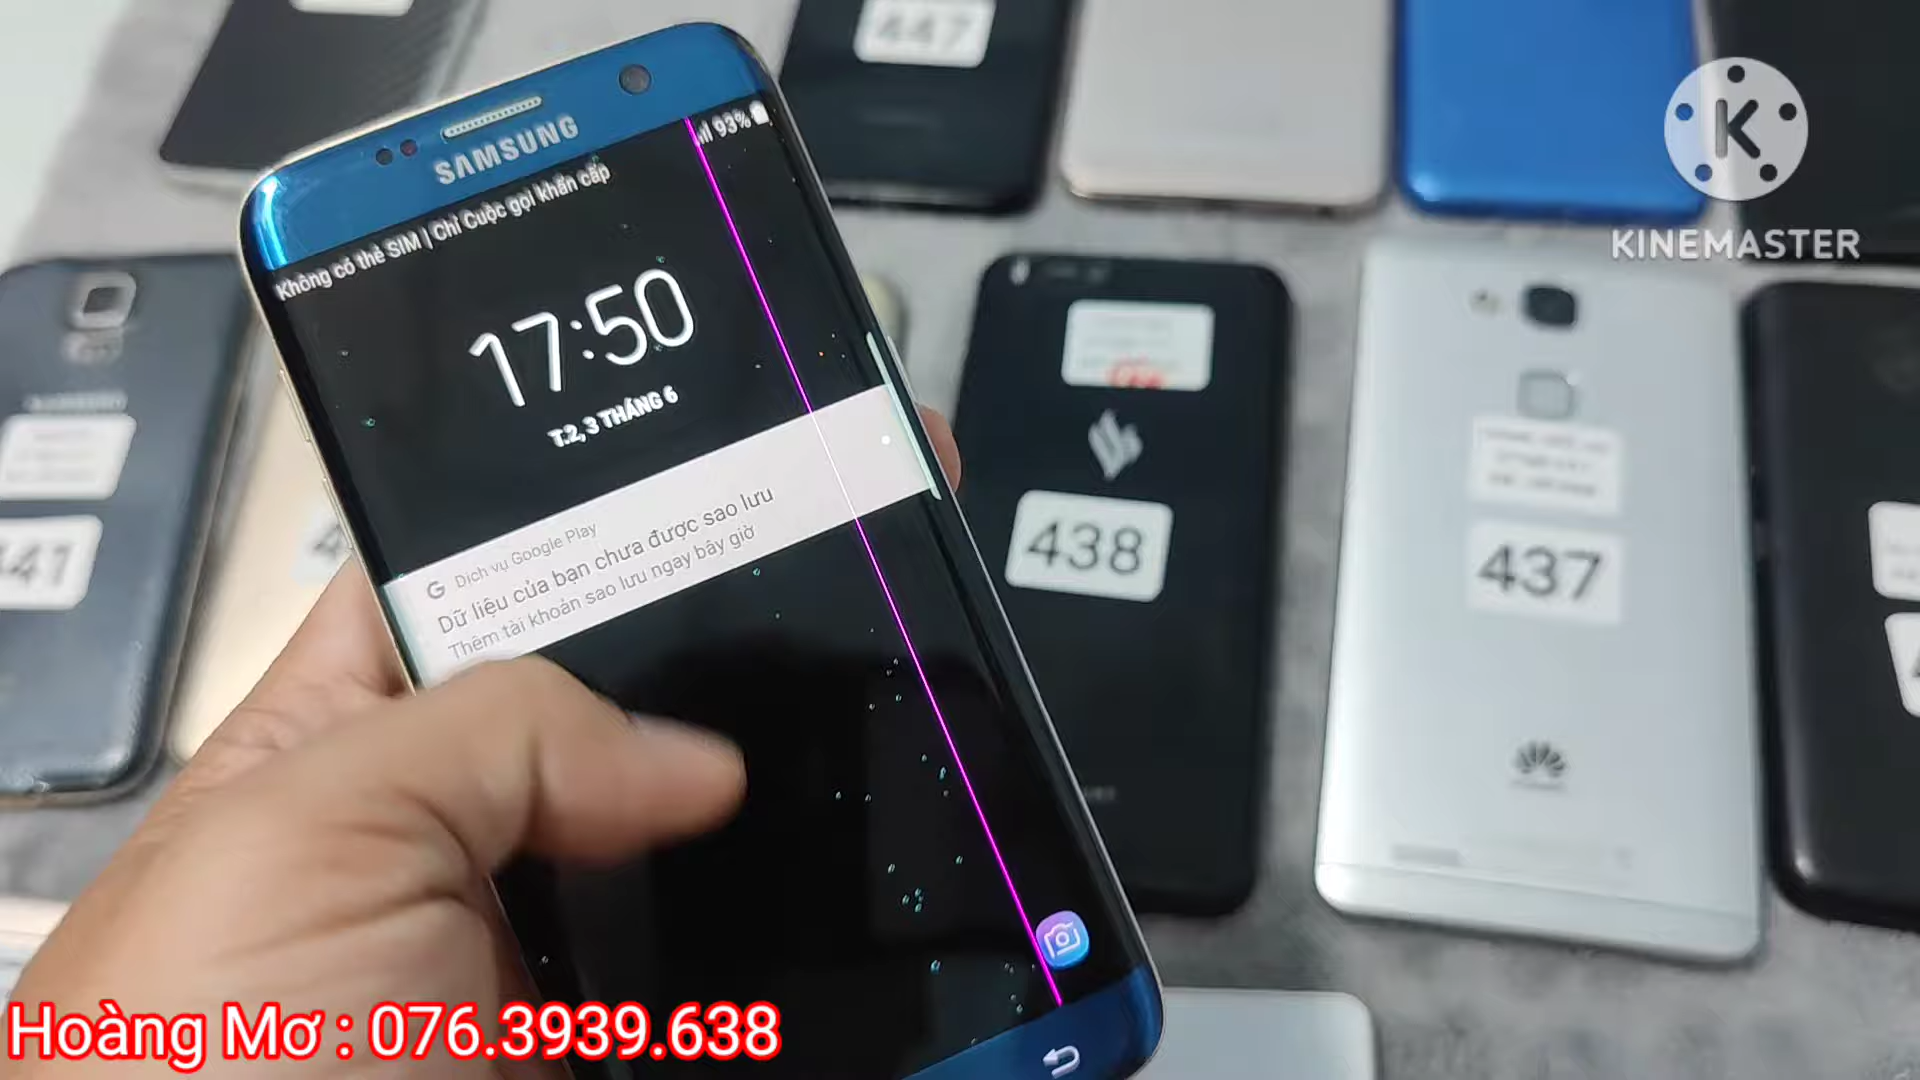 447
SAMSUNG
93%
Không có thẻ SIM | Chỉ Cuộc gọi khẩn cấp
17:50
T.2, 3 THÁNG 6
Dịch vụ Google Play
Dữ liệu của bạn chưa được sao lưu
Thêm tài khoản sao lưu ngay bây giờ
K
KINEMASTER
438
437
441
Hoàng Mơ : 076.3939.638